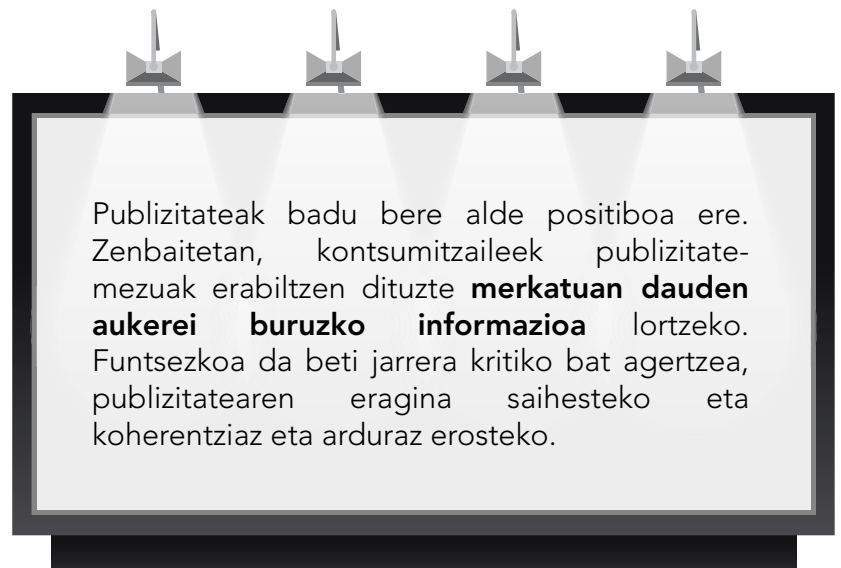 Publizitateak badu bere alde positiboa ere.
Zenbaitetan, kontsumitzaileek publizitate-
mezuak erabiltzen dituzte merkatuan dauden
aukerei buruzko informazioa lortzeko.
Funtsezkoa da beti jarrera kritiko bat agertzea,
publizitatearen eragina saihesteko eta
koherentziaz eta arduraz erosteko.